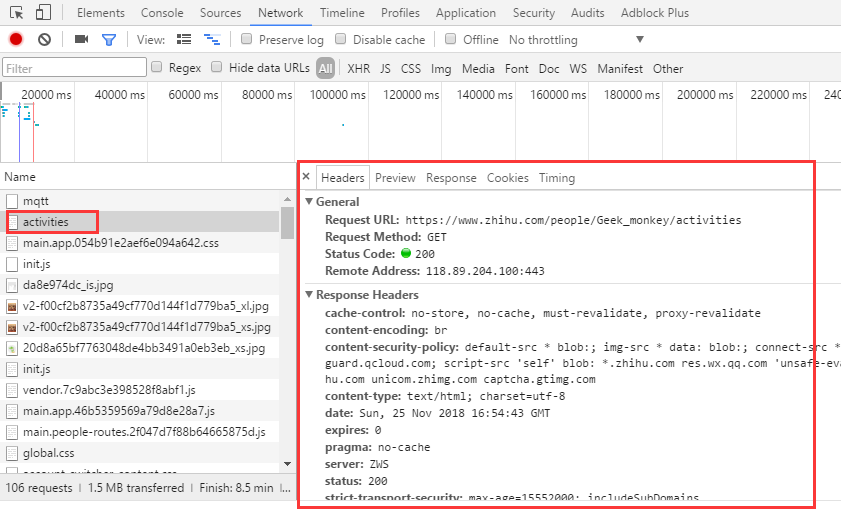 Elements Console Sources Network Timeline Profiles Application Security Audits Adblock Plus
View: Preserve log Disable cache Offline No throttling
Filter Regex Hide data URLs All XHR JS CSS Img Media Font Doc WS Manifest Other
20000 ms 40000 ms 60000 ms 80000 ms 100000 ms 120000 ms 140000 ms 160000 ms 180000 ms 200000 ms 220000 ms 240
Name
mqtt
activities
main.app.054b91e2aef6e094a642.css
init.js
da8e974dc_is.jpg
v2-f00cf2b8735a49cf770d144f1d779ba5_xl.jpg
v2-f00cf2b8735a49cf770d144f1d779ba5_xs.jpg
20d8a65bf7763048de4bb3491a0eb3eb_xs.jpg
init.js
vendor.7c9abc3e398528f8abf1.js
main.app.46b5359569a79d8e28a7.js
main.people-routes.2f047d7f88b64665875d.js
global.css
account-switcher-content.css
106 requests | 1.5 MB transferred | Finish: 8.5 min |...
× Headers Preview Response Cookies Timing
General
Request URL: https://www.zhihu.com/people/Geek_monkey/activities
Request Method: GET
Status Code: 200
Remote Address: 118.89.204.100:443
Response Headers
cache-control: no-store, no-cache, must-revalidate, proxy-revalidate
content-encoding: br
content-security-policy: default-src * blob:; img-src * data: blob:; connect-src *
guard.qcloud.com; script-src 'self' blob: *.zhihu.com res.wx.qq.com 'unsafe-eva
hu.com unicom.zhimg.com captcha.gtimg.com
content-type: text/html; charset=utf-8
date: Sun, 25 Nov 2018 16:54:43 GMT
expires: 0
pragma: no-cache
server: ZWS
status: 200
strict-transport-security: max-age=15552000; includeSubDomains